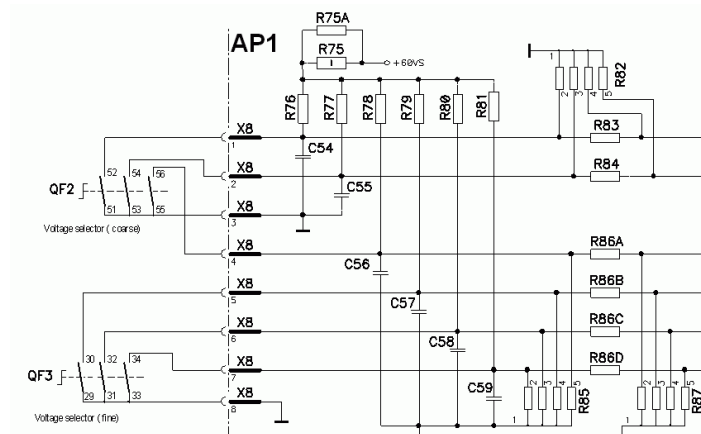 R75A
AP1
R75
+60VS
R76
R77
R78
R79
R80
R81
1
2
3
4
5
R82
X8
1
C54
R83
52
54
56
X8
2
R84
QF2
51
53
55
C55
X8
3
Voltage selector ( coarse)
X8
4
C56
R86A
X8
5
C57
R86B
X8
6
C58
R86C
30
32
34
X8
7
R86D
QF3
29
31
33
X8
8
C59
2
3
4
5
R85
1
2
3
4
5
R87
1
Voltage selector ( fine)